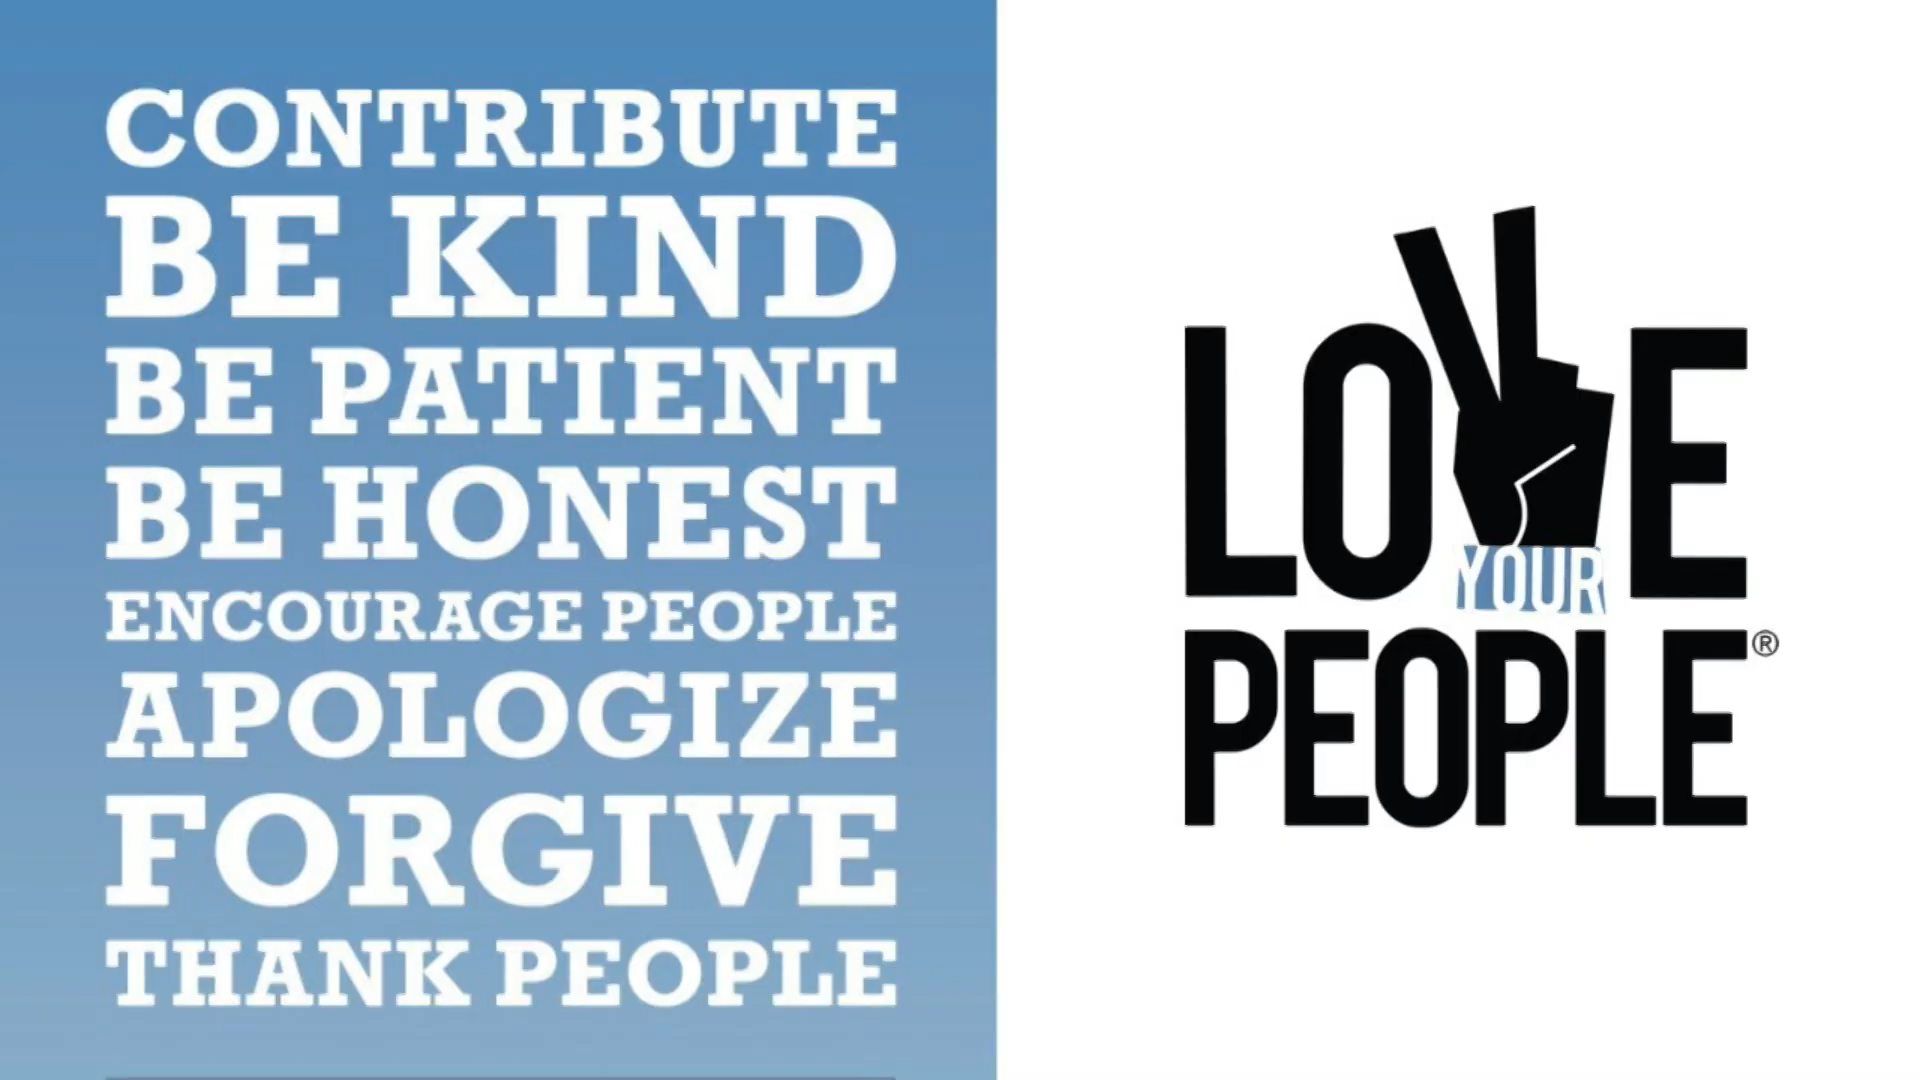 CONTRIBUTE
BE KIND
BE PATIENT
BE HONEST
ENCOURAGE PEOPLE
APOLOGIZE
FORGIVE
THANK PEOPLE
LOVE
YOUR
PEOPLE®